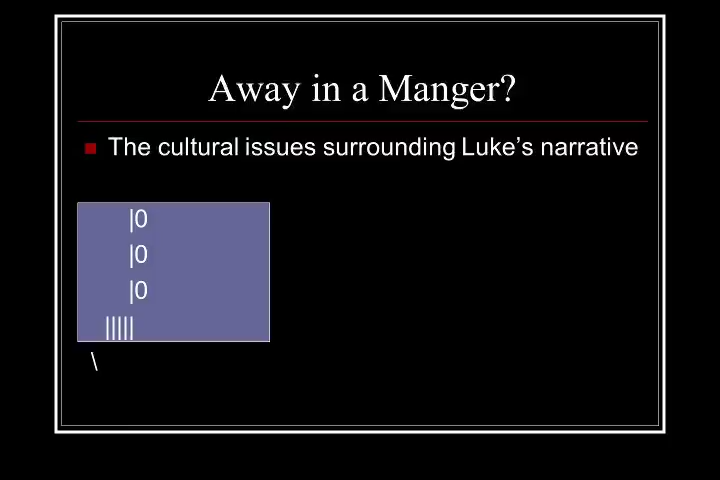 Away in a Manger?
The cultural issues surrounding Luke’s narrative
|0
|0
|0
|||||
\